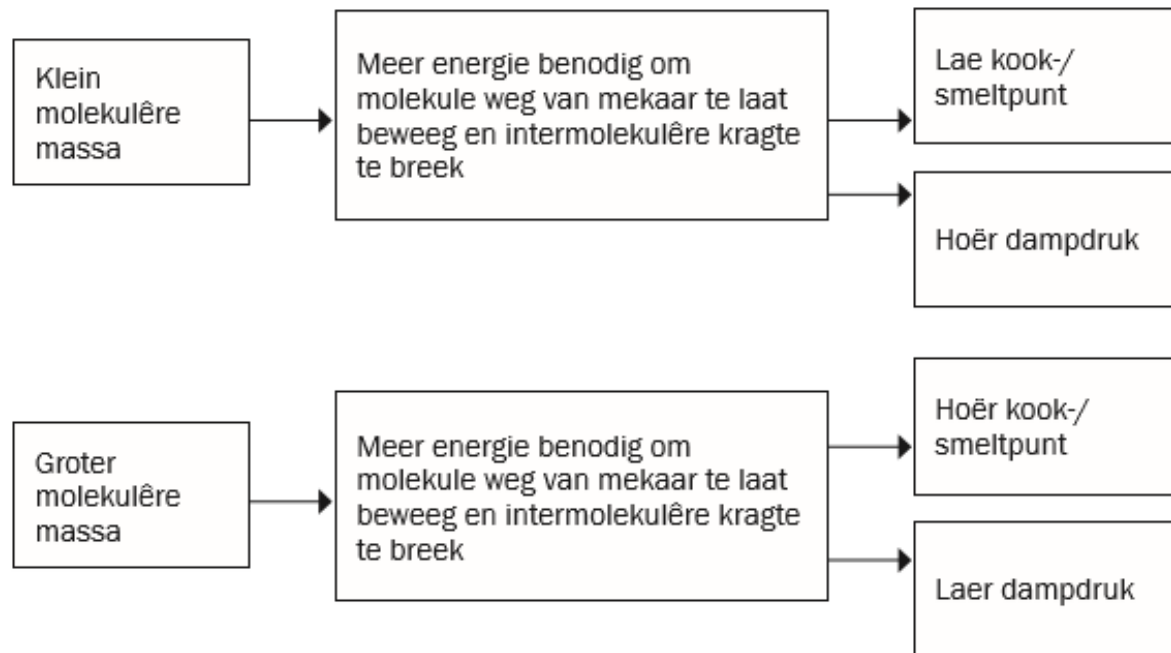 Klein
molekulêre
massa
Meer energie benodig om
molekule weg van mekaar te laat
beweeg en intermolekulêre kragte
te breek
Lae kook-/
smeltpunt
Hoër dampdruk
Groter
molekulêre
massa
Meer energie benodig om
molekule weg van mekaar te laat
beweeg en intermolekulêre kragte
te breek
Hoër kook-/
smeltpunt
Laer dampdruk